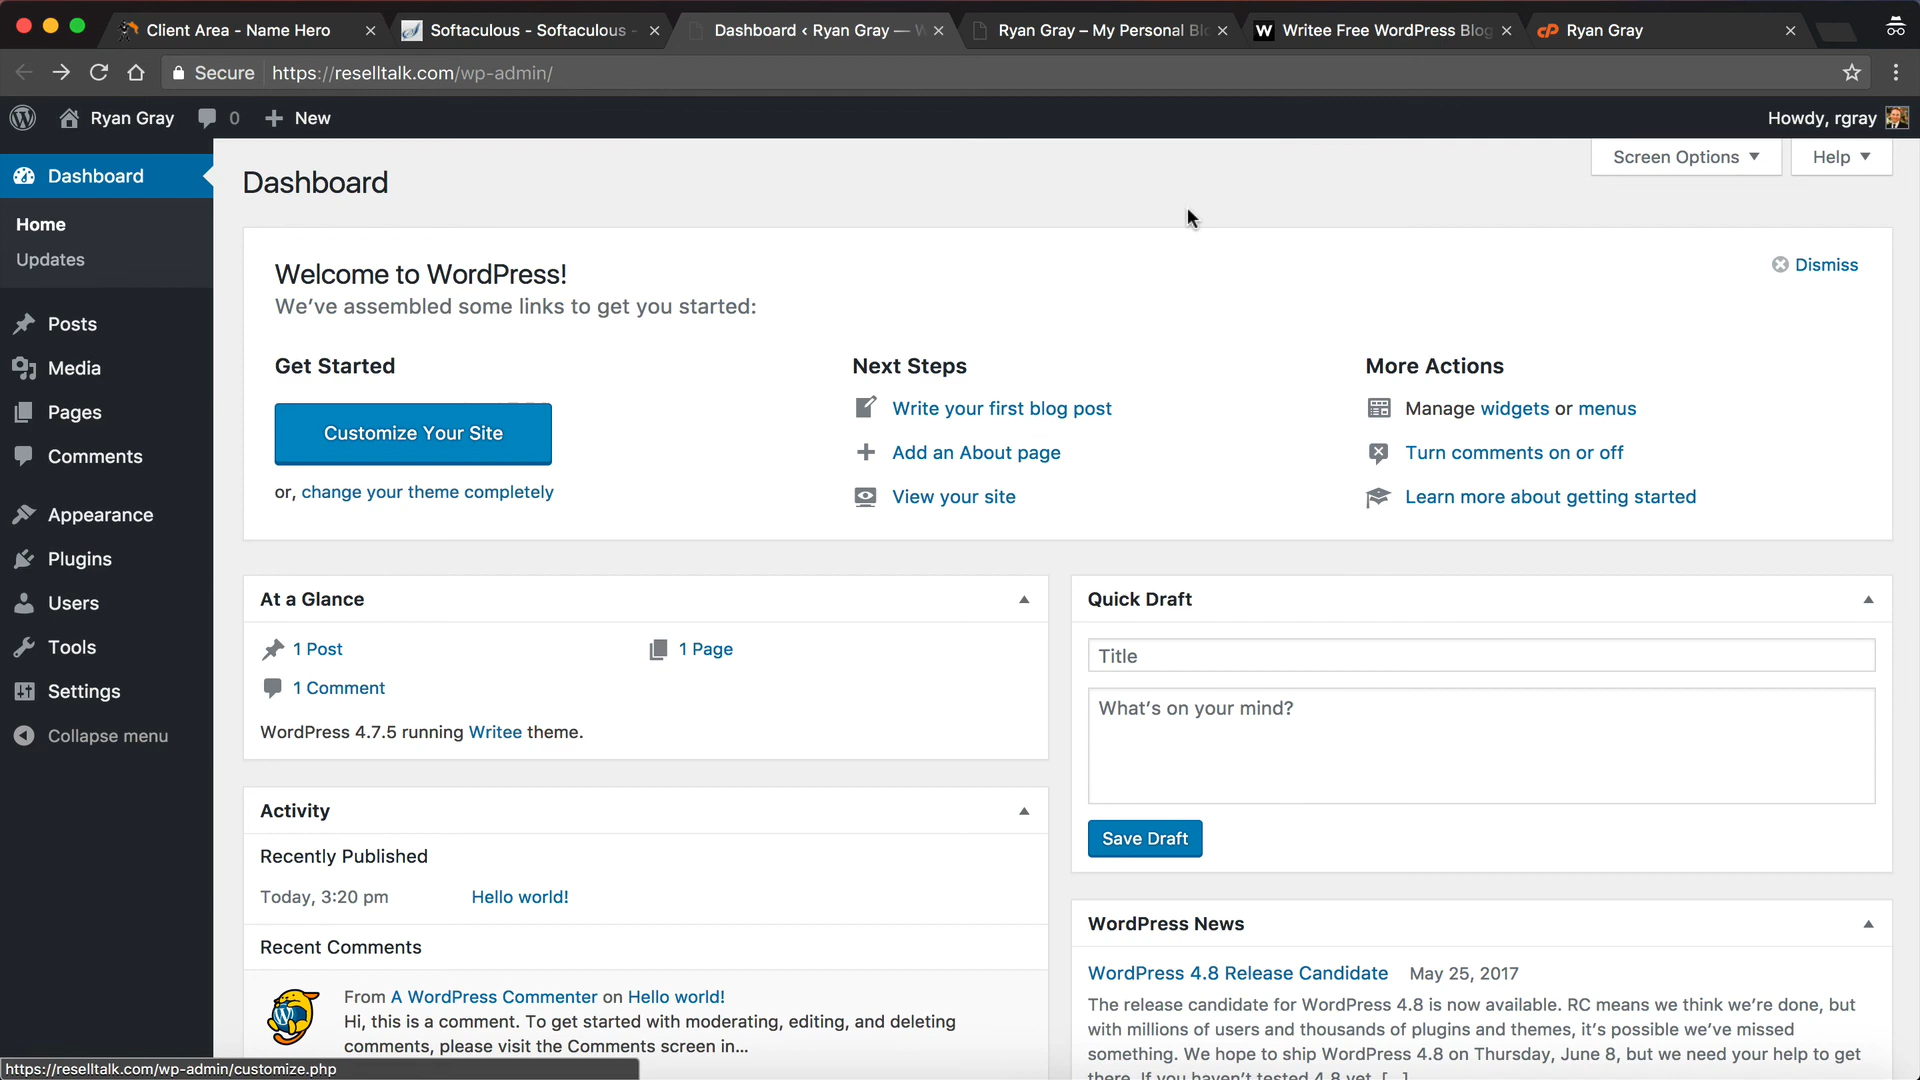 Client Area - Name Hero
Softaculous - Softaculous -
Dashboard ‹ Ryan Gray — W
Ryan Gray – My Personal Blo
Writee Free WordPress Blog
Ryan Gray
Secure
https://reselltalk.com/wp-admin/
Ryan Gray
0
New
Howdy, rgray
Dashboard
Home
Updates
Posts
Media
Pages
Comments
Appearance
Plugins
Users
Tools
Settings
Collapse menu
Screen Options
Help
Dashboard
Welcome to WordPress!
We've assembled some links to get you started:
Dismiss
Get Started
Customize Your Site
or, change your theme completely
Next Steps
Write your first blog post
Add an About page
View your site
More Actions
Manage widgets or menus
Turn comments on or off
Learn more about getting started
At a Glance
1 Post
1 Page
1 Comment
WordPress 4.7.5 running Writee theme.
Activity
Recently Published
Today, 3:20 pm
Hello world!
Recent Comments
From A WordPress Commenter on Hello world!
Hi, this is a comment. To get started with moderating, editing, and deleting
comments, please visit the Comments screen in...
Quick Draft
Title
What's on your mind?
Save Draft
WordPress News
WordPress 4.8 Release Candidate May 25, 2017
The release candidate for WordPress 4.8 is now available. RC means we think we're done, but
with millions of users and thousands of plugins and themes, it's possible we've missed
something. We hope to ship WordPress 4.8 on Thursday, June 8, but we need your help to get
there. If you haven't tested 4.8 yet, […]
https://reselltalk.com/wp-admin/customize.php